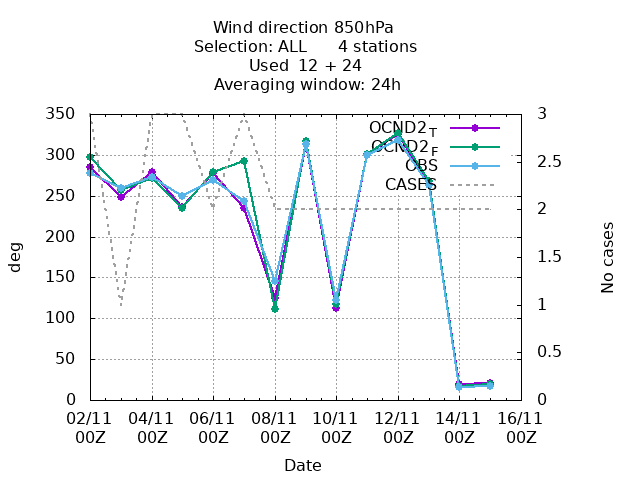 Wind direction 850hPa
Selection: ALL      4 stations
Used  12 + 24
Averaging window: 24h
OCND2T
OCND2F
OBS
CASES
350
300
250
200
150
100
50
0
deg
3
2.5
2
1.5
1
0.5
0
No cases
02/11 04/11 06/11 08/11 10/11 12/11 14/11 16/11
00Z 00Z 00Z 00Z 00Z 00Z 00Z 00Z
Date